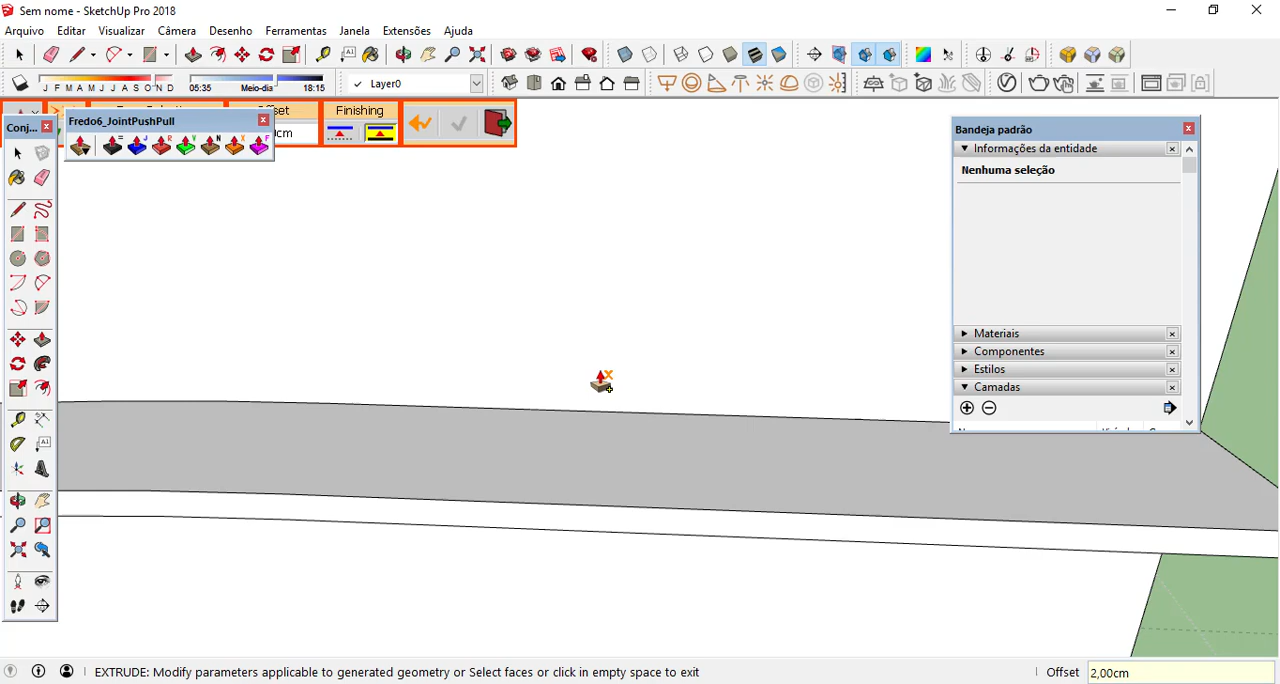 Sem nome - SketchUp Pro 2018
Arquivo Editar Visualizar Câmera Desenho Ferramentas Janela Extensões Ajuda
J F M A M J J A S O N D
05:35 Meio-dia 18:15
Layer0
Offset
Finishing
cm
Fredo6_JointPushPull
Conj...
Bandeja padrão
Informações da entidade
Nenhuma seleção
Materiais
Componentes
Estilos
Camadas
EXTRUDE: Modify parameters applicable to generated geometry or Select faces or click in empty space to exit
Offset 2,00cm